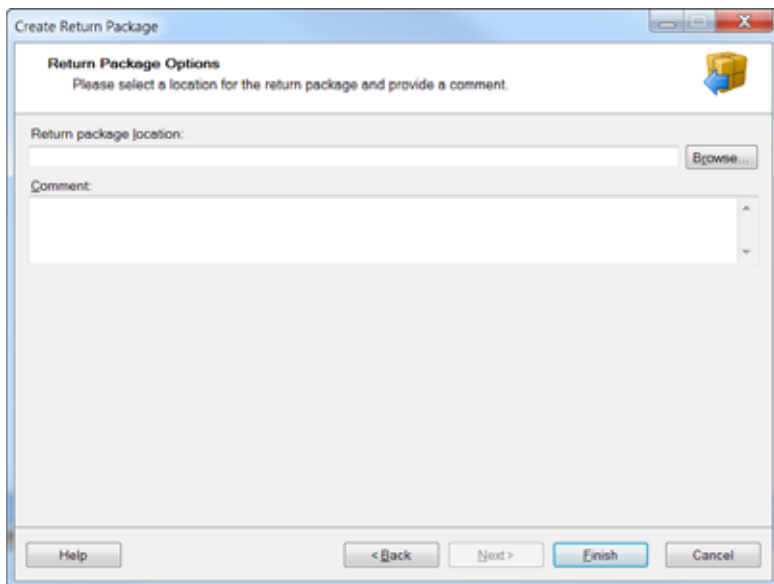 Create Return Package
Return Package Options
Please select a location for the return package and provide a comment.
Return package location:
Browse...
Comment:
Help
< Back
Next >
Finish
Cancel